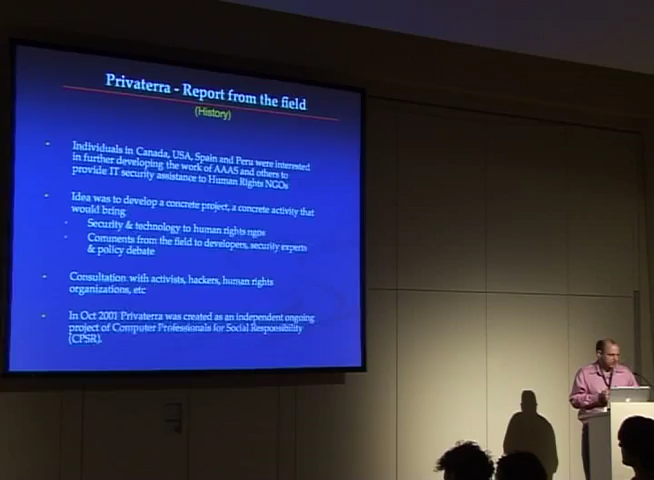 Privaterra - Report from the field
(History)
Individuals in Canada, USA, Spain and Peru were interested
in further developing the work of AAAS and others to
provide IT security assistance to Human Rights NGOs
Idea was to develop a concrete project, a concrete activity that
would bring
Security & technology to human rights ngos
Comments from the field to developers, security experts
& policy debate
Consultation with activists, hackers, human rights
organizations, etc
In Oct 2001 Privaterra was created as an independent ongoing
project of Computer Professionals for Social Responsibility
(CPSR).